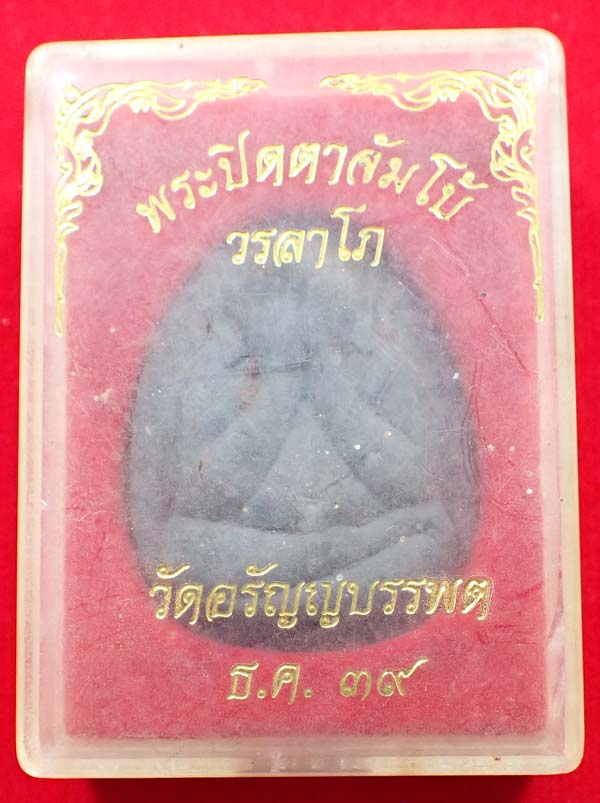 พระปิดตาจัมโบ้
วรลาโภ
วัดอรัญญบรรพต
ธ.ค. ๓๙